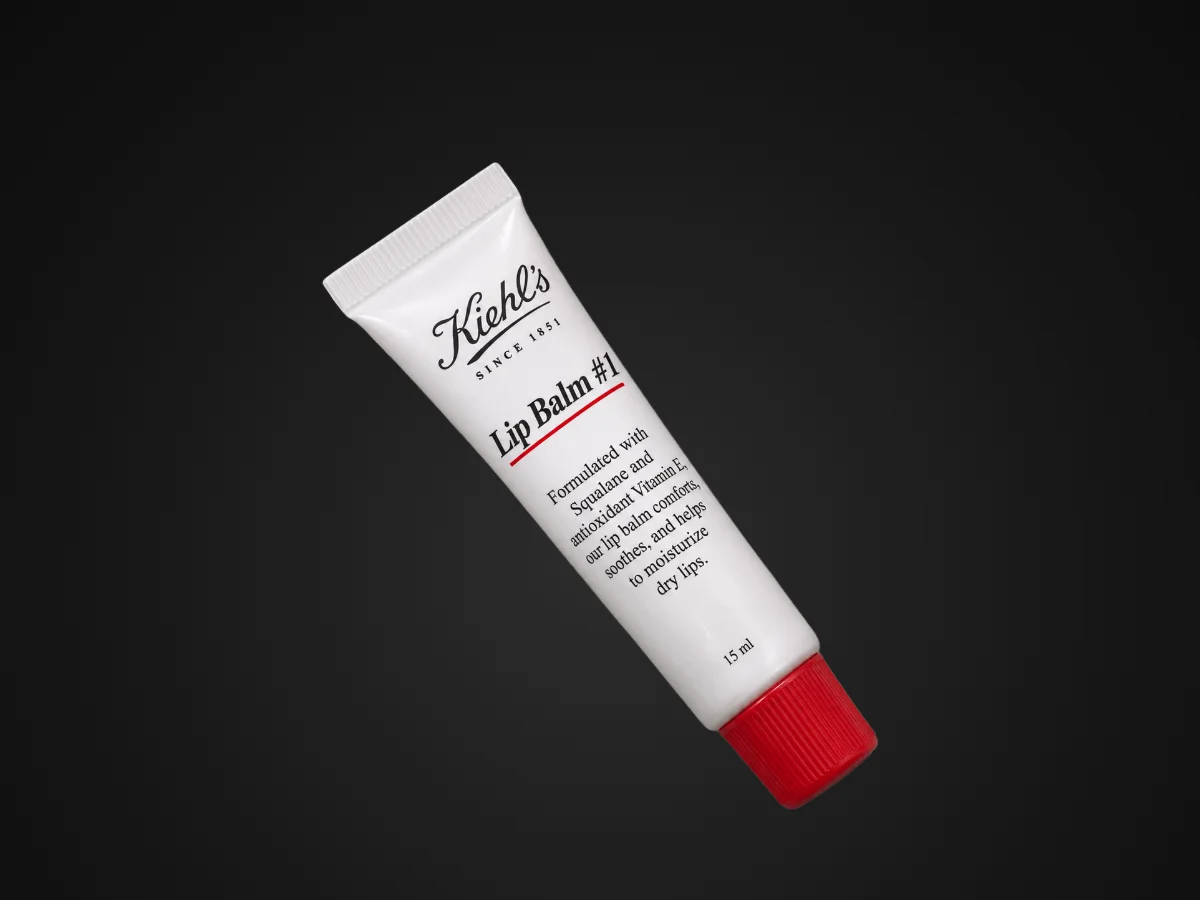 Kiehl's
SINCE 1851
Lip Balm #1
Formulated with
Squalane and
antioxidant Vitamin E,
our lip balm comforts,
soothes, and helps
to moisturize
dry lips.
15 ml